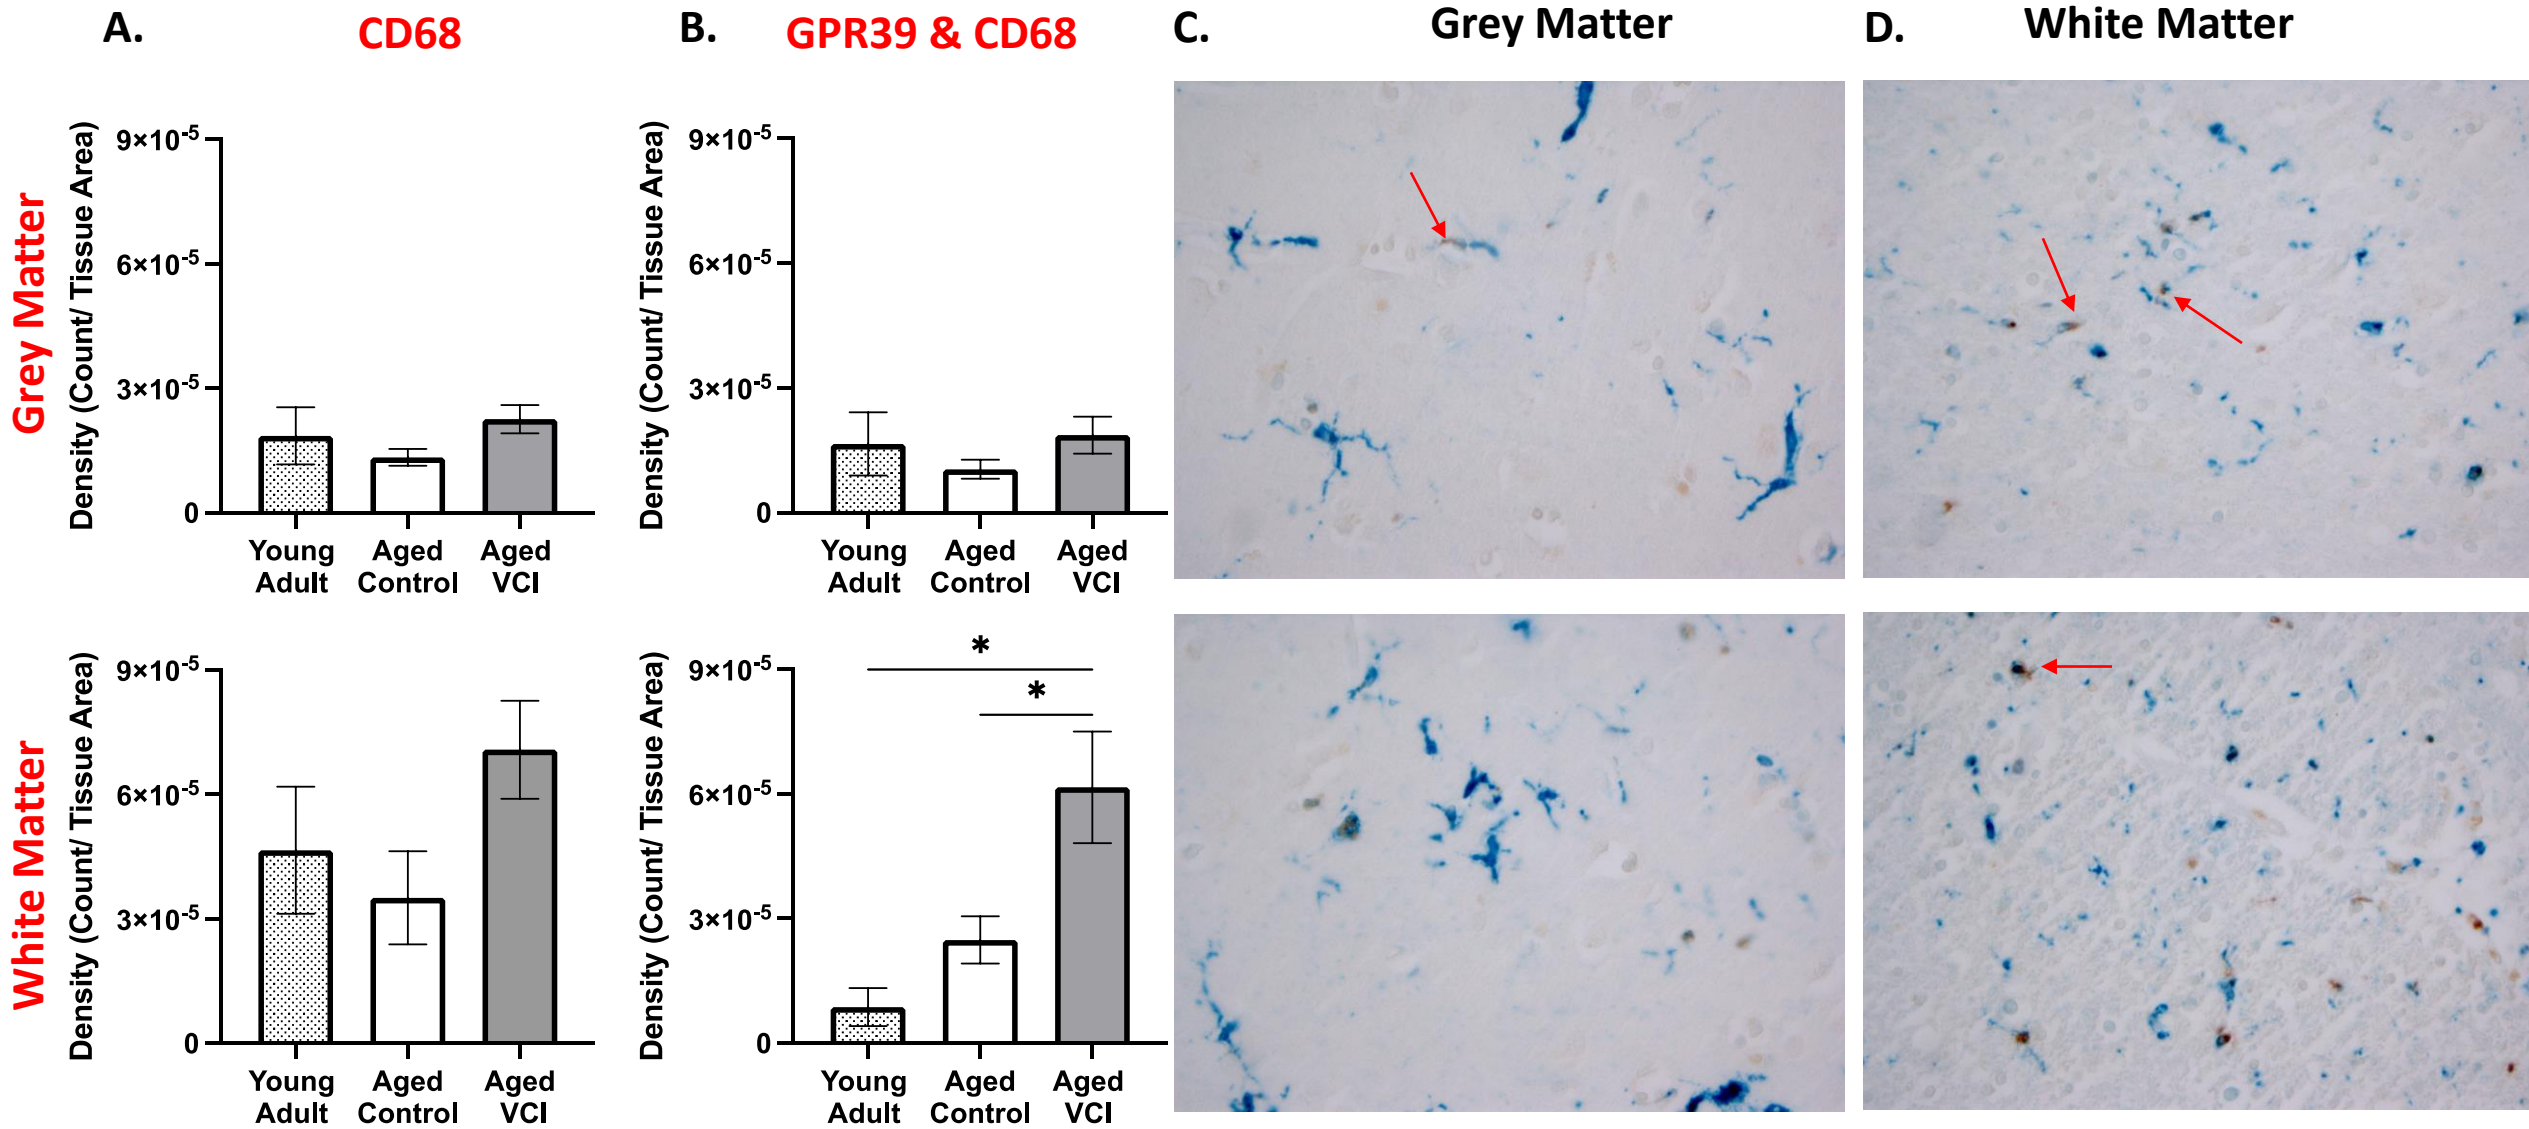 A.
CD68
B.
GPR39 & CD68
C.
Grey Matter
D.
White Matter
Grey Matter
Density (Count/ Tissue Area)
9×10⁻⁵
6×10⁻⁵
3×10⁻⁵
0
Young Adult
Aged Control
Aged VCI
Density (Count/ Tissue Area)
9×10⁻⁵
6×10⁻⁵
3×10⁻⁵
0
Young Adult
Aged Control
Aged VCI
White Matter
Density (Count/ Tissue Area)
9×10⁻⁵
6×10⁻⁵
3×10⁻⁵
0
Young Adult
Aged Control
Aged VCI
Density (Count/ Tissue Area)
9×10⁻⁵
6×10⁻⁵
3×10⁻⁵
0
*
*
Young Adult
Aged Control
Aged VCI